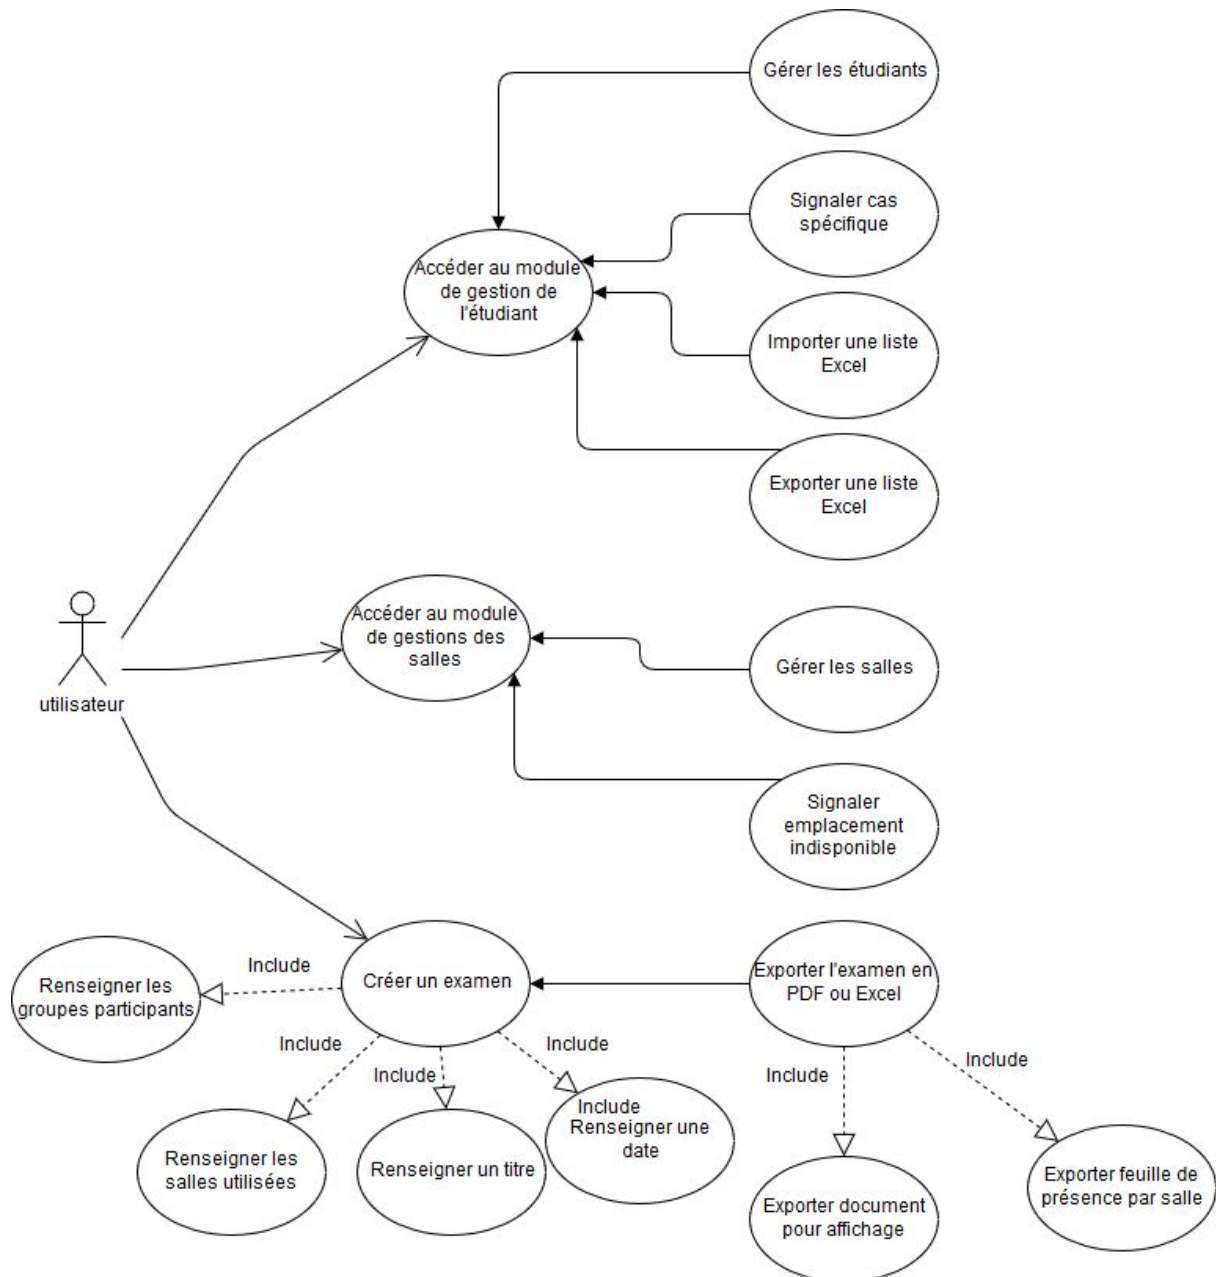 Gérer les étudiants
Signaler cas
spécifique
Accéder au module
de gestion de
l'étudiant
Importer une liste
Excel
Exporter une liste
Excel
Accéder au module
de gestions des
salles
Gérer les salles
utilisateur
Signaler
emplacement
indisponible
Renseigner les
groupes participants
Include
Créer un examen
Exporter l'examen en
PDF ou Excel
Include
Include
Include
Include
Include
Include
Renseigner une
date
Renseigner les
salles utilisées
Renseigner un titre
Exporter document
pour affichage
Exporter feuille de
présence par salle